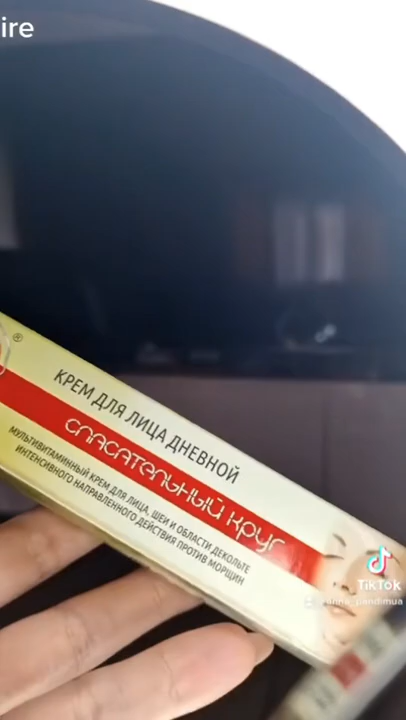 ire
®
КРЕМ ДЛЯ ЛИЦА ДНЕВНОЙ
СПАСАТЕЛЬНЫЙ КРУГ
МУЛЬТИВИТАМИННЫЙ КРЕМ ДЛЯ ЛИЦА, ШЕИ И ОБЛАСТИ ДЕКОЛЬТЕ
ИНТЕНСИВНОГО НАПРАВЛЕННОГО ДЕЙСТВИЯ ПРОТИВ МОРЩИН
TikTok